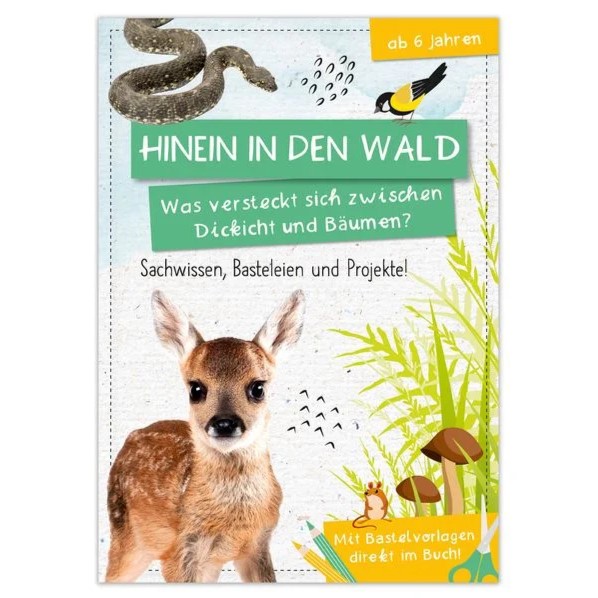 ab 6 Jahren
HINEIN IN DEN WALD
Was versteckt sich zwischen
Dickicht und Bäumen?
Sachwissen, Basteleien und Projekte!
Mit Bastelvorlagen
direkt im Buch!